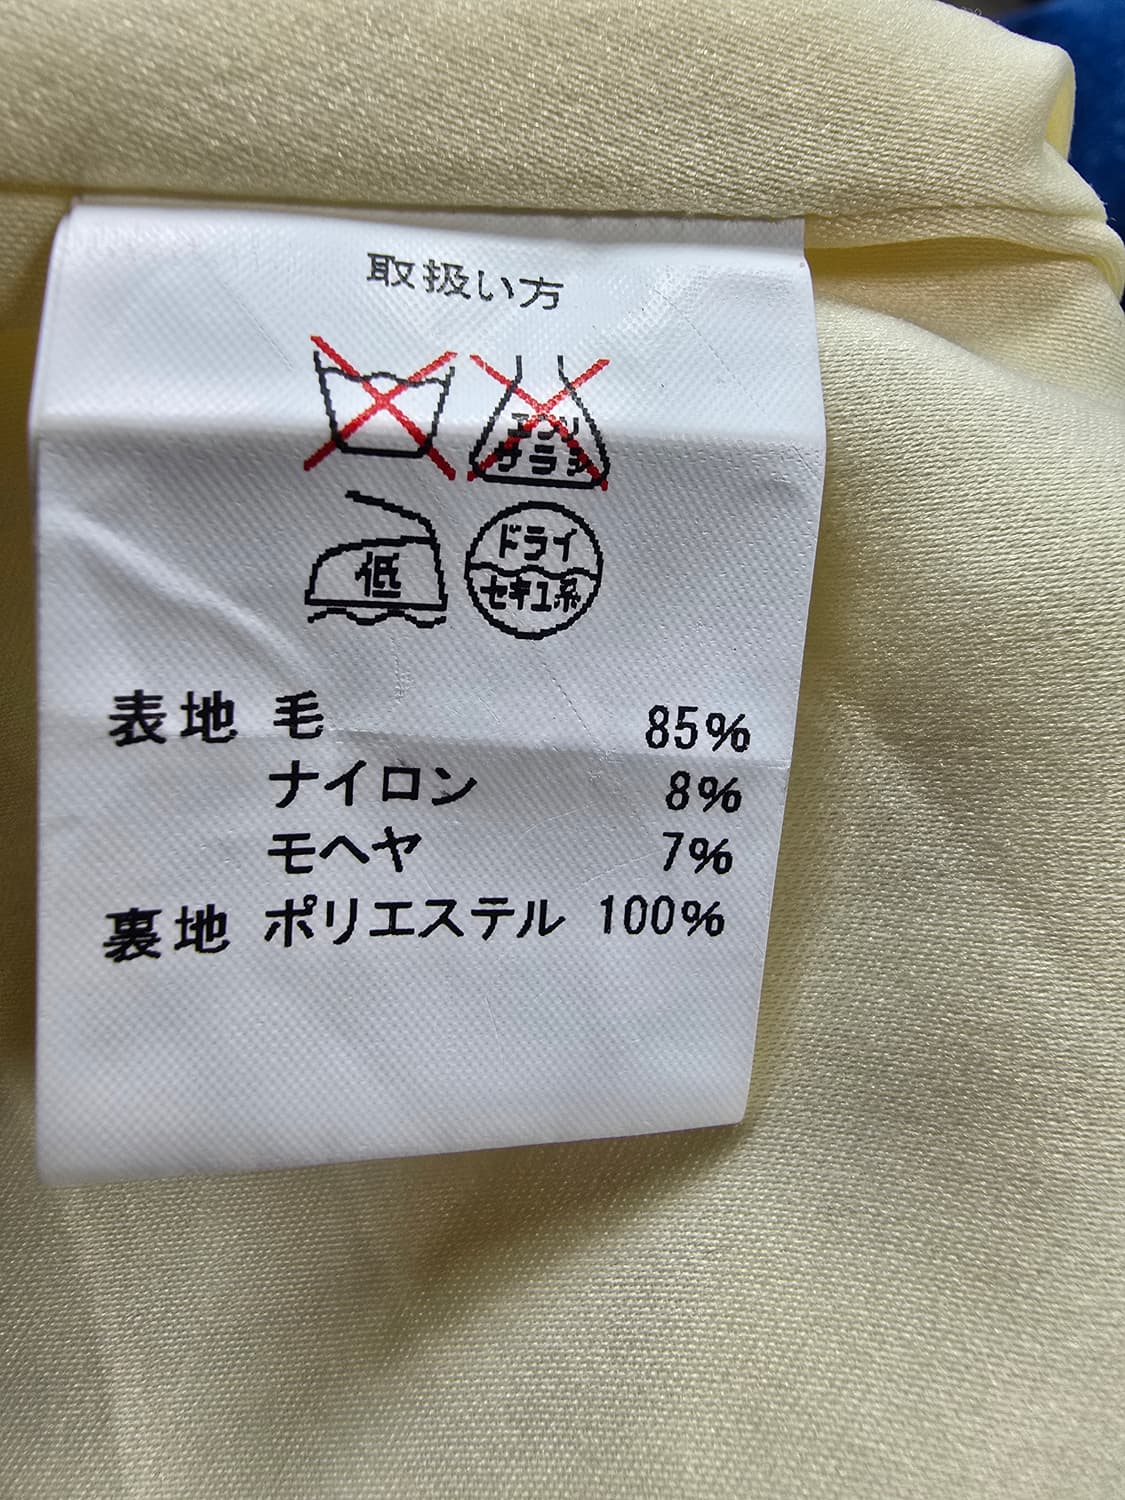 取扱い方
エンソ
サラシ
低
ドライ
セキユ系
表地 毛 85%
ナイロン 8%
モヘヤ 7%
裏地 ポリエステル 100%